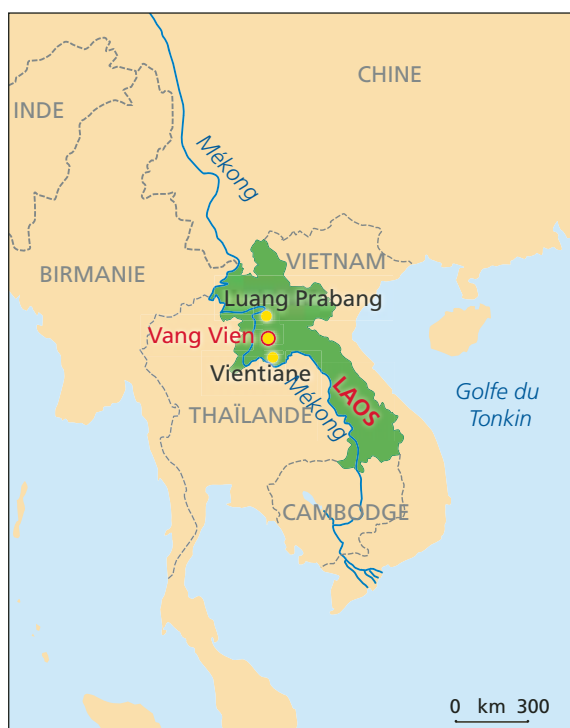 CHINE
INDE
Mékong
BIRMANIE
VIETNAM
Luang Prabang
Vang Vien
Vientiane
LAOS
Mékong
THAÏLANDE
Golfe du
Tonkin
CAMBODGE
0 km 300